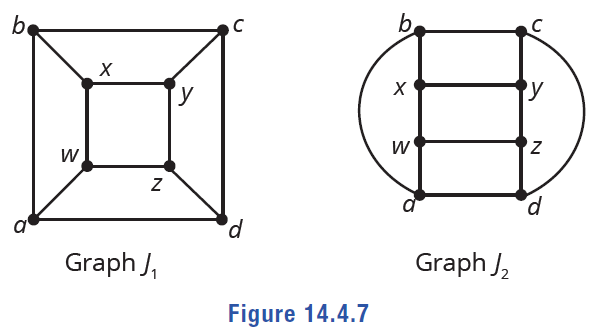 b c b c
x y x y
w z w z
a d a d
Graph J₁ Graph J₂
Figure 14.4.7